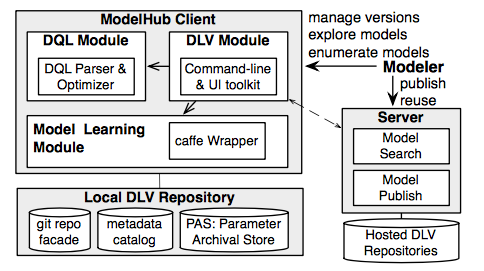 ModelHub Client
DQL Module
DQL Parser &
Optimizer
DLV Module
Command-line
& UI toolkit
Model Learning
Module
caffe Wrapper
Local DLV Repository
git repo
facade
metadata
catalog
PAS: Parameter
Archival Store
manage versions
explore models
enumerate models
Modeler
publish
reuse
Server
Model
Search
Model
Publish
Hosted DLV
Repositories